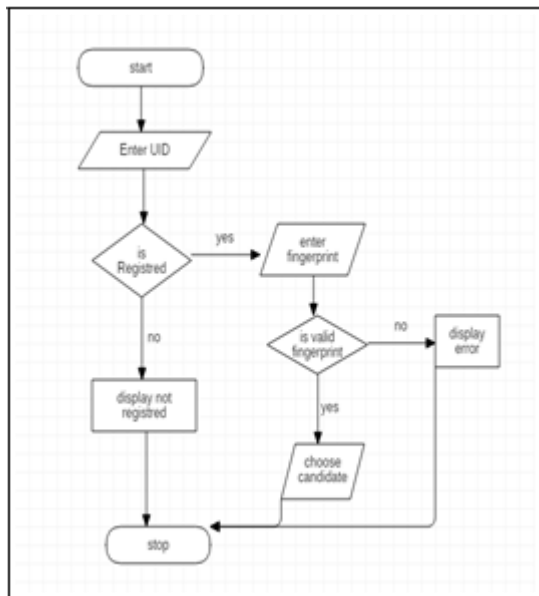 start
Enter UID
is
Registred
yes
enter
fingerprint
no
is valid
fingerprint
no
display
error
display not
registred
yes
choose
candidate
stop